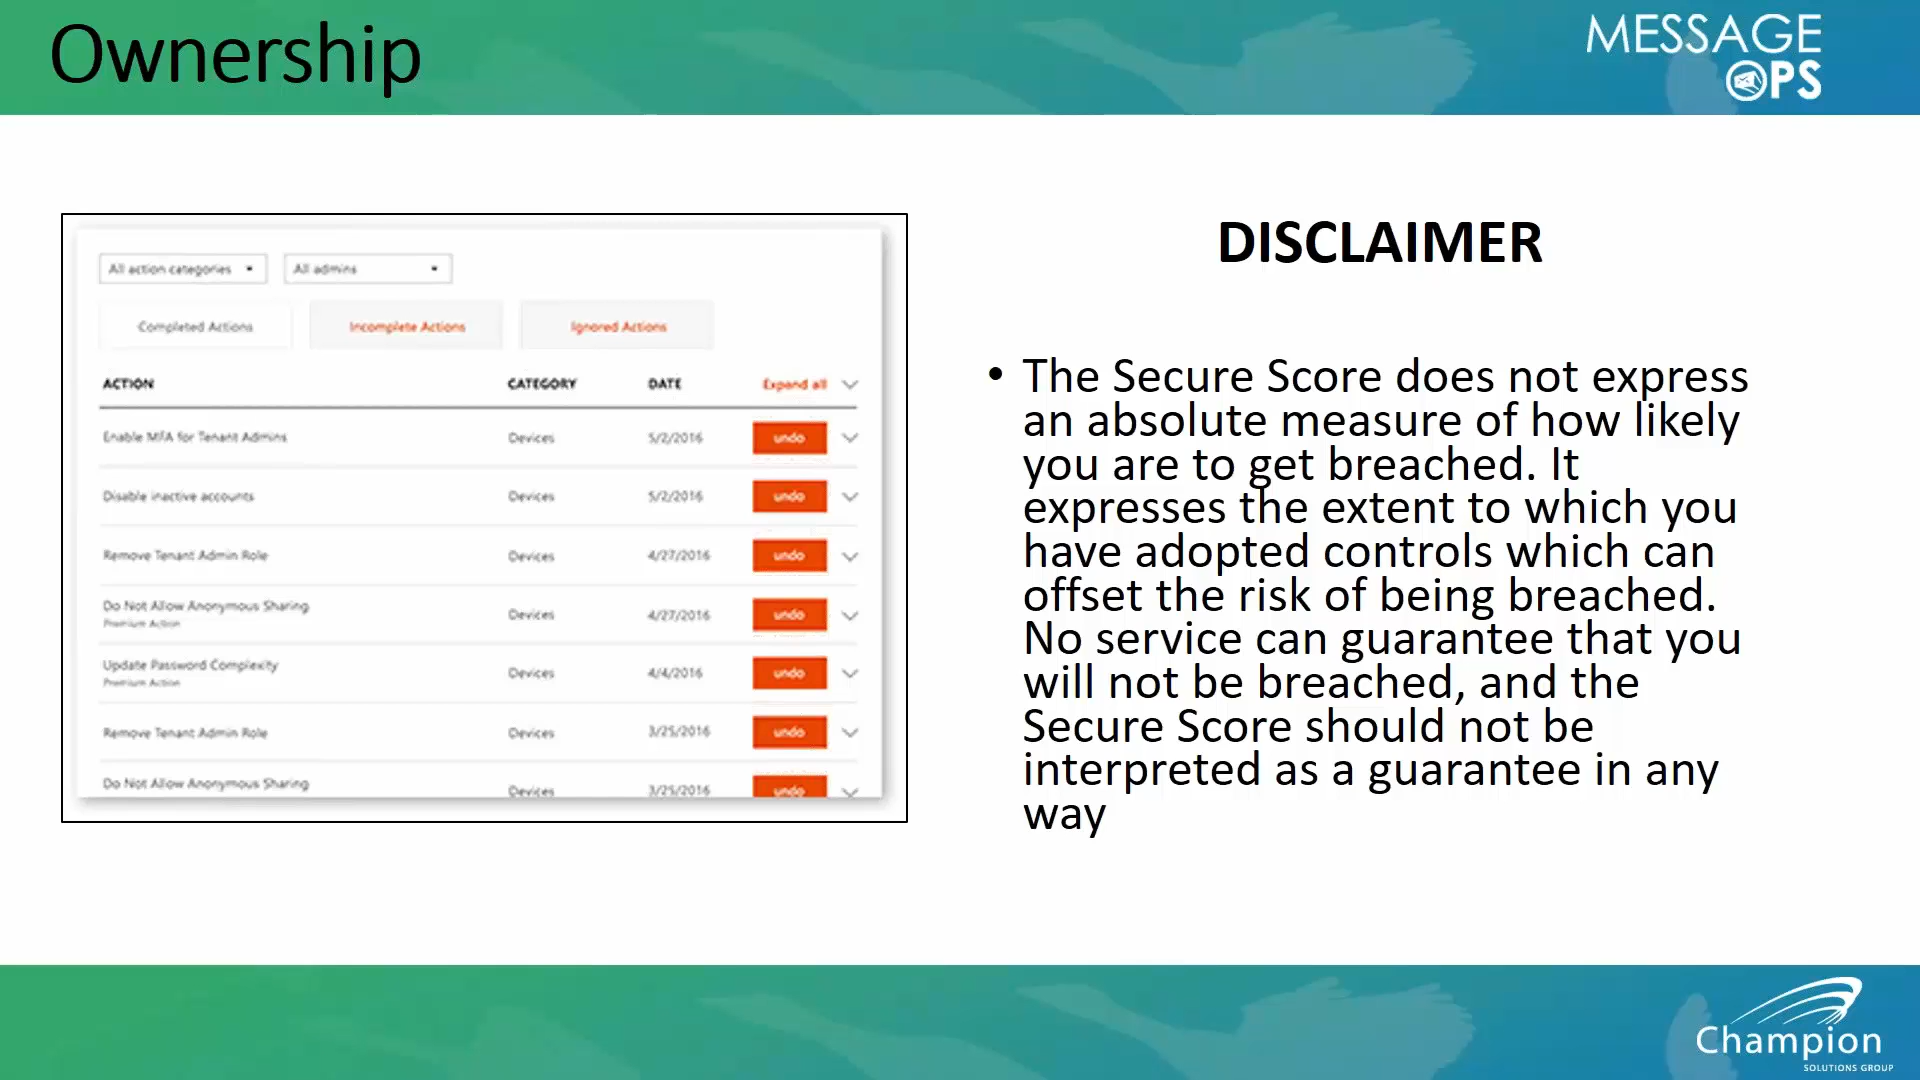 Ownership
MESSAGE
OPS
All action categories
All admins
Completed Actions
Incomplete Actions
Ignored Actions
ACTION CATEGORY DATE Expand all
Enable MFA for Tenant Admins Devices 5/2/2016 undo
Disable inactive accounts Devices 5/2/2016 undo
Remove Tenant Admin Role Devices 4/27/2016 undo
Do Not Allow Anonymous Sharing Devices 4/27/2016 undo
Premium Action
Update Password Complexity Devices 4/4/2016 undo
Premium Action
Remove Tenant Admin Role Devices 3/25/2016 undo
Do Not Allow Anonymous Sharing Devices 3/25/2016 undo
DISCLAIMER
• The Secure Score does not express
an absolute measure of how likely
you are to get breached. It
expresses the extent to which you
have adopted controls which can
offset the risk of being breached.
No service can guarantee that you
will not be breached, and the
Secure Score should not be
interpreted as a guarantee in any
way
Champion
SOLUTIONS GROUP